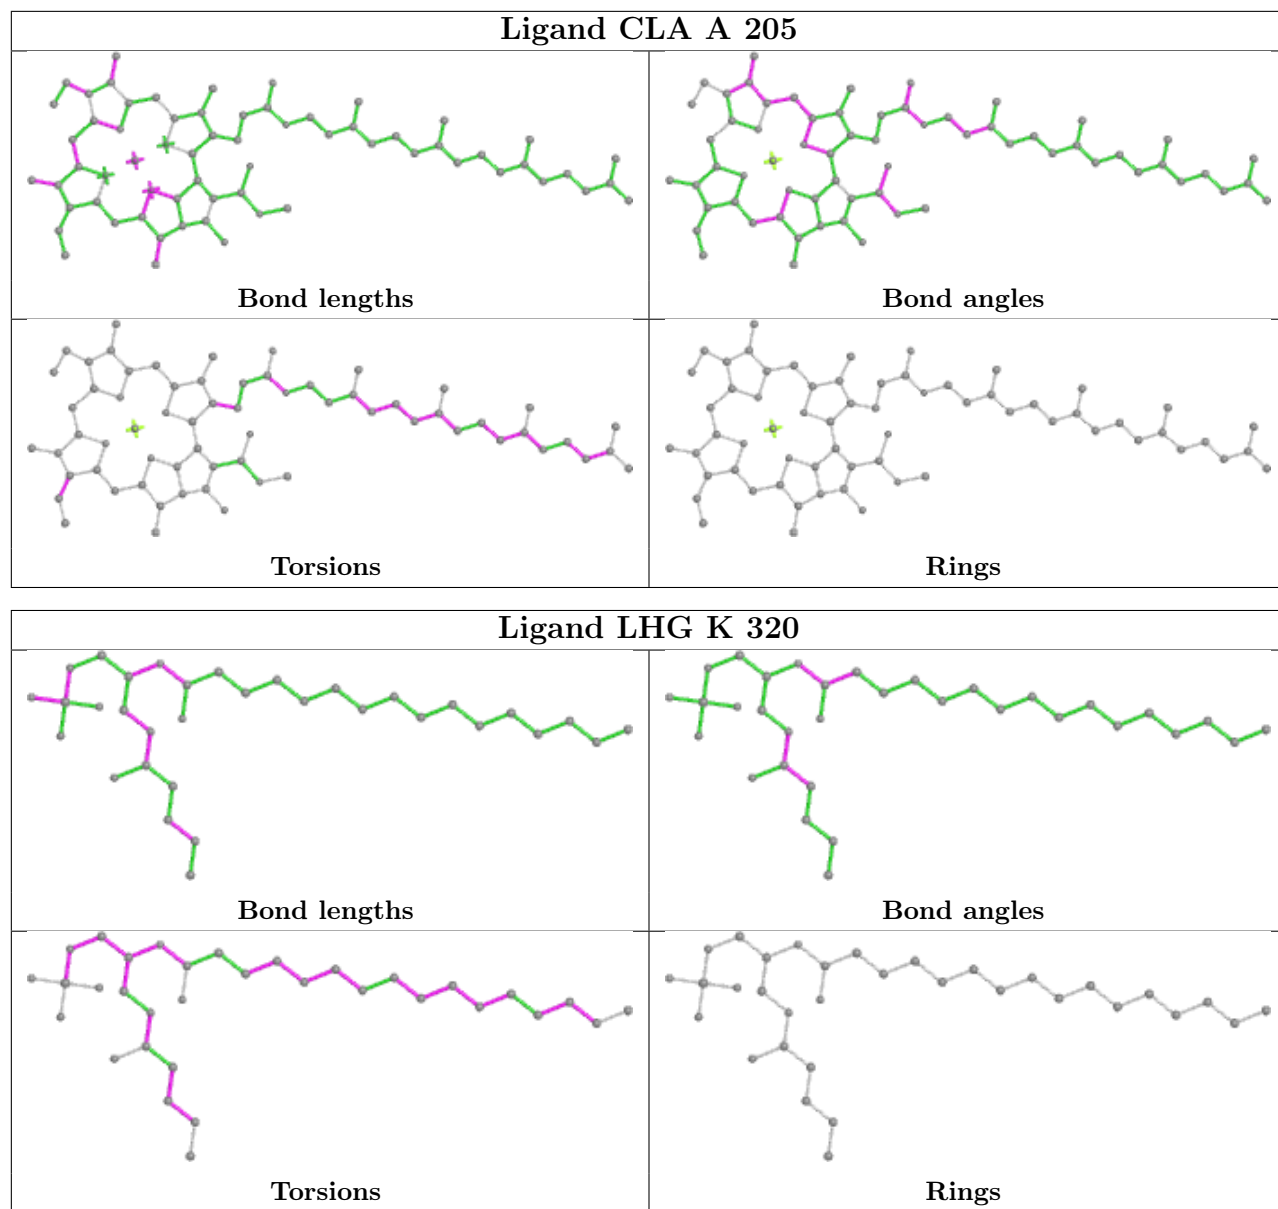 Ligand CLA A 205
Bond lengths
Bond angles
Torsions
Rings
Ligand LHG K 320
Bond lengths
Bond angles
Torsions
Rings